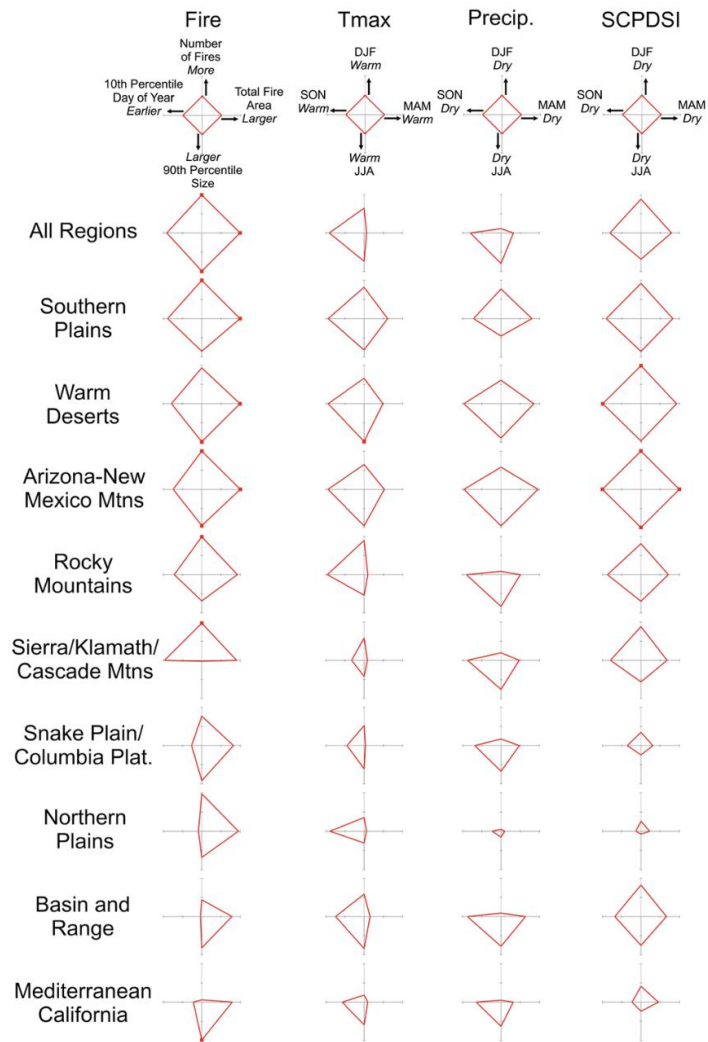 Fire
Tmax
Precip.
SCPDSI
Number
of Fires
More
10th Percentile
Day of Year
Earlier
Total Fire
Area
Larger
Larger
90th Percentile
Size
DJF
Warm
SON
Warm
MAM
Warm
Warm
JJA
DJF
Dry
SON
Dry
MAM
Dry
Dry
JJA
DJF
Dry
SON
Dry
MAM
Dry
Dry
JJA
All Regions
Southern
Plains
Warm
Deserts
Arizona-New
Mexico Mtns
Rocky
Mountains
Sierra/Klamath/
Cascade Mtns
Snake Plain/
Columbia Plat.
Northern
Plains
Basin and
Range
Mediterranean
California